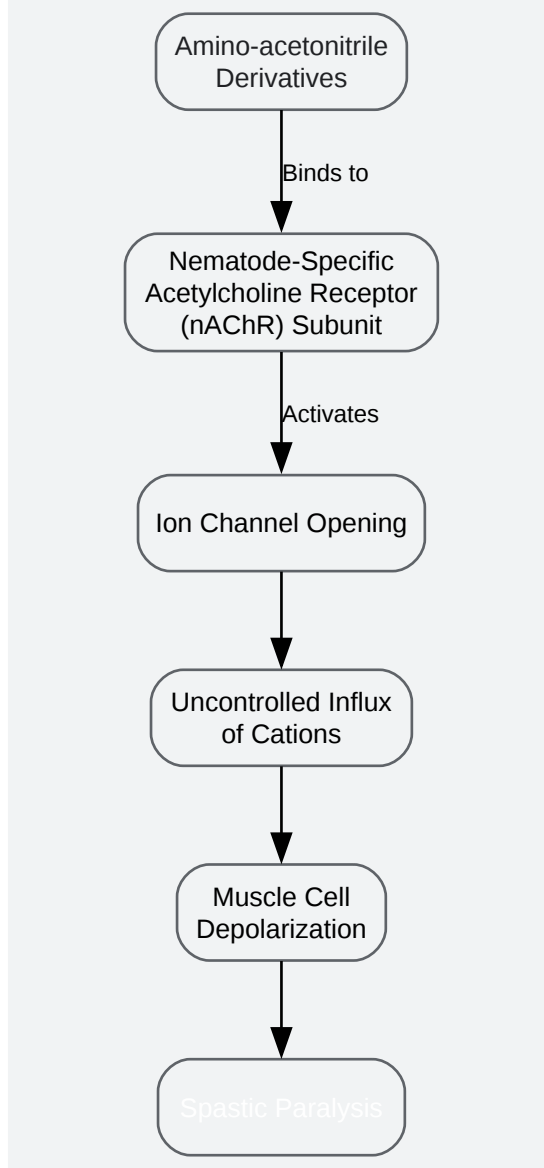 Amino-acetonitrile
Derivatives
Binds to
Nematode-Specific
Acetylcholine Receptor
(nAChR) Subunit
Activates
Ion Channel Opening
Uncontrolled Influx
of Cations
Muscle Cell
Depolarization
Spastic Paralysis